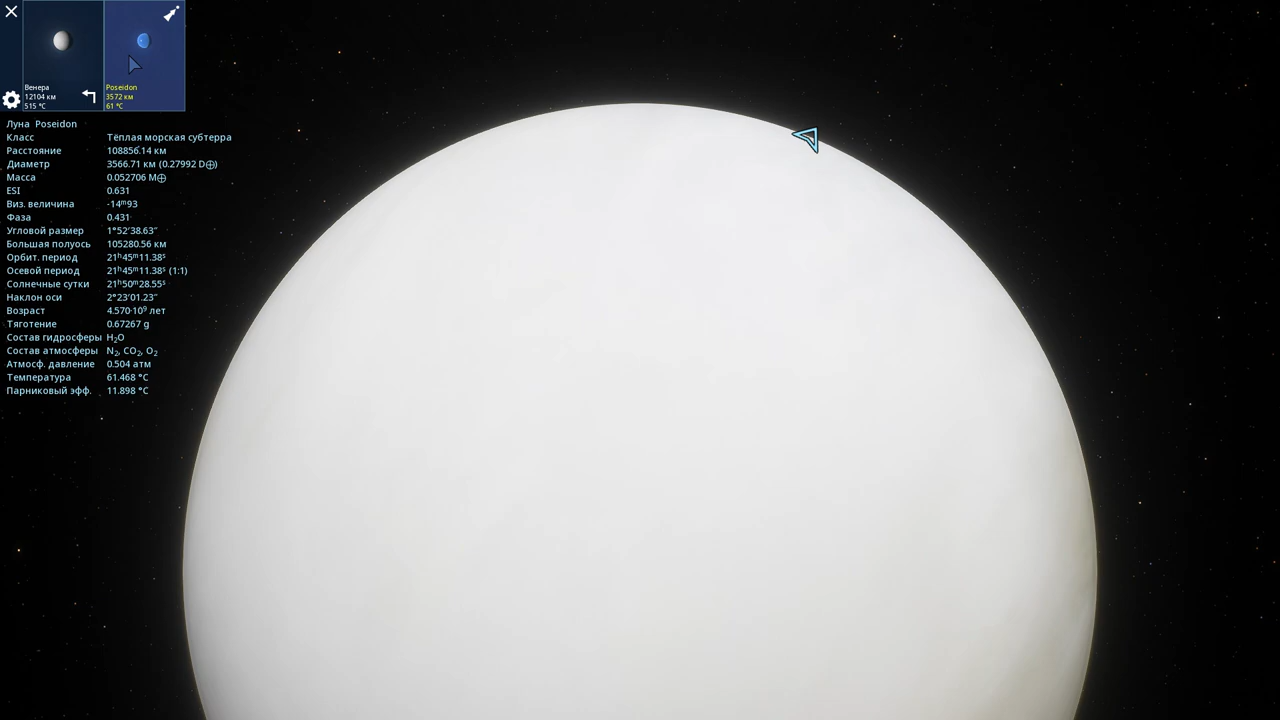 Венера
12104 км
515 °C
Poseidon
3572 км
61 °C
Луна Poseidon
Класс Тёплая морская субтерра
Расстояние 108856.14 км
Диаметр 3566.71 км (0.27992 D⊕)
Масса 0.052706 M⊕
ESI 0.631
Виз. величина -14ᵐ93
Фаза 0.431
Угловой размер 1°52′38.63″
Большая полуось 105280.56 км
Орбит. период 21ʰ45ᵐ11.38ˢ
Осевой период 21ʰ45ᵐ11.38ˢ (1:1)
Солнечные сутки 21ʰ50ᵐ28.55ˢ
Наклон оси 2°23′01.23″
Возраст 4.570·10⁹ лет
Тяготение 0.67267 g
Состав гидросферы H₂O
Состав атмосферы N₂, CO₂, O₂
Атмосф. давление 0.504 атм
Температура 61.468 °C
Парниковый эфф. 11.898 °C